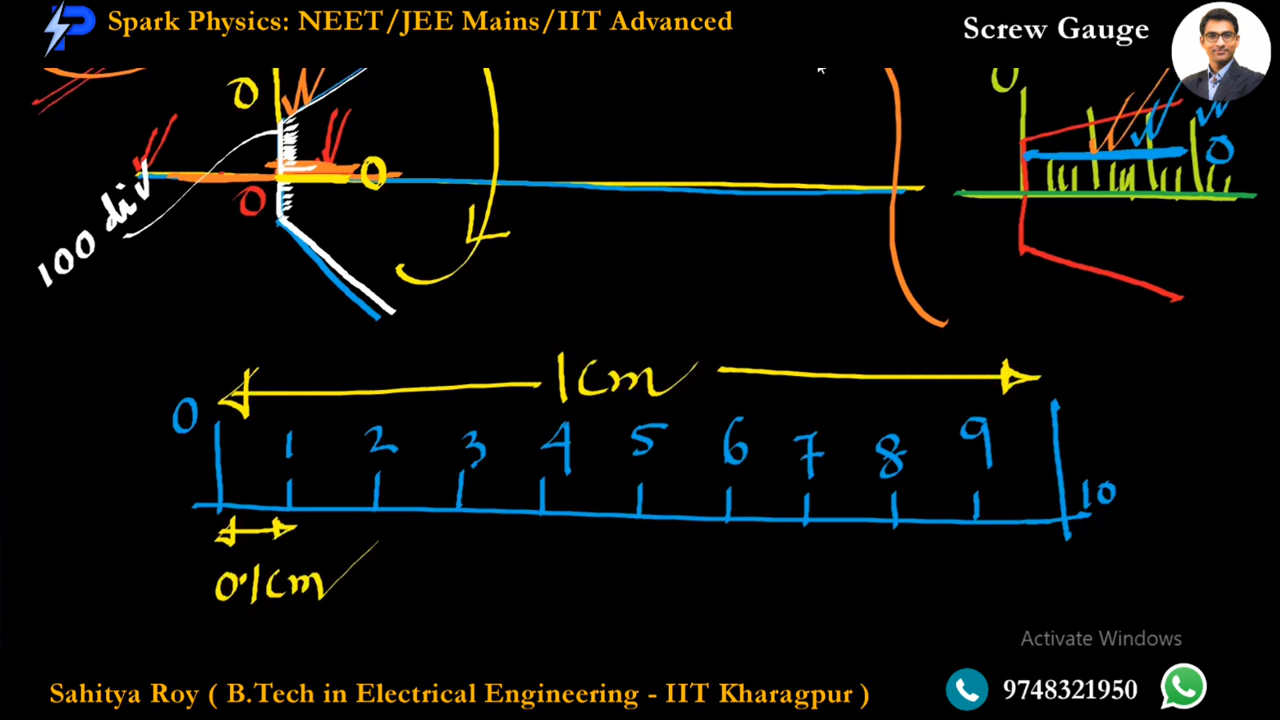 Spark Physics: NEET/JEE Mains/IIT Advanced
Screw Gauge
0
0
0
0
0
100 div
1cm
0 1 2 3 4 5 6 7 8 9 10
0.1cm
Activate Windows
Sahitya Roy ( B.Tech in Electrical Engineering - IIT Kharagpur )
9748321950